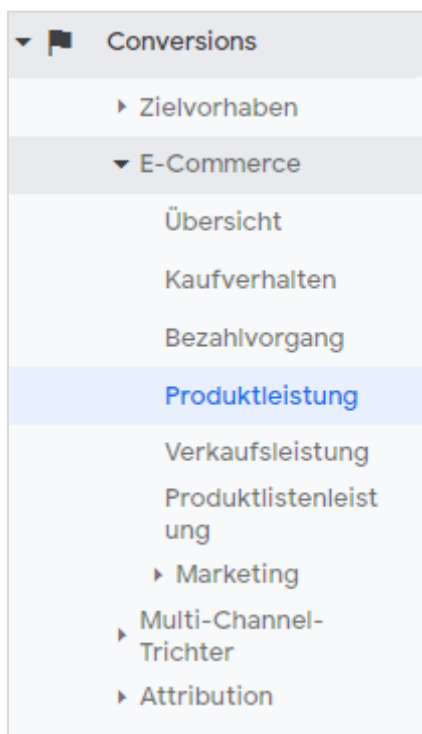 Conversions
Zielvorhaben
E-Commerce
Übersicht
Kaufverhalten
Bezahlvorgang
Produktleistung
Verkaufsleistung
Produktlistenleist
ung
Marketing
Multi-Channel-
Trichter
Attribution